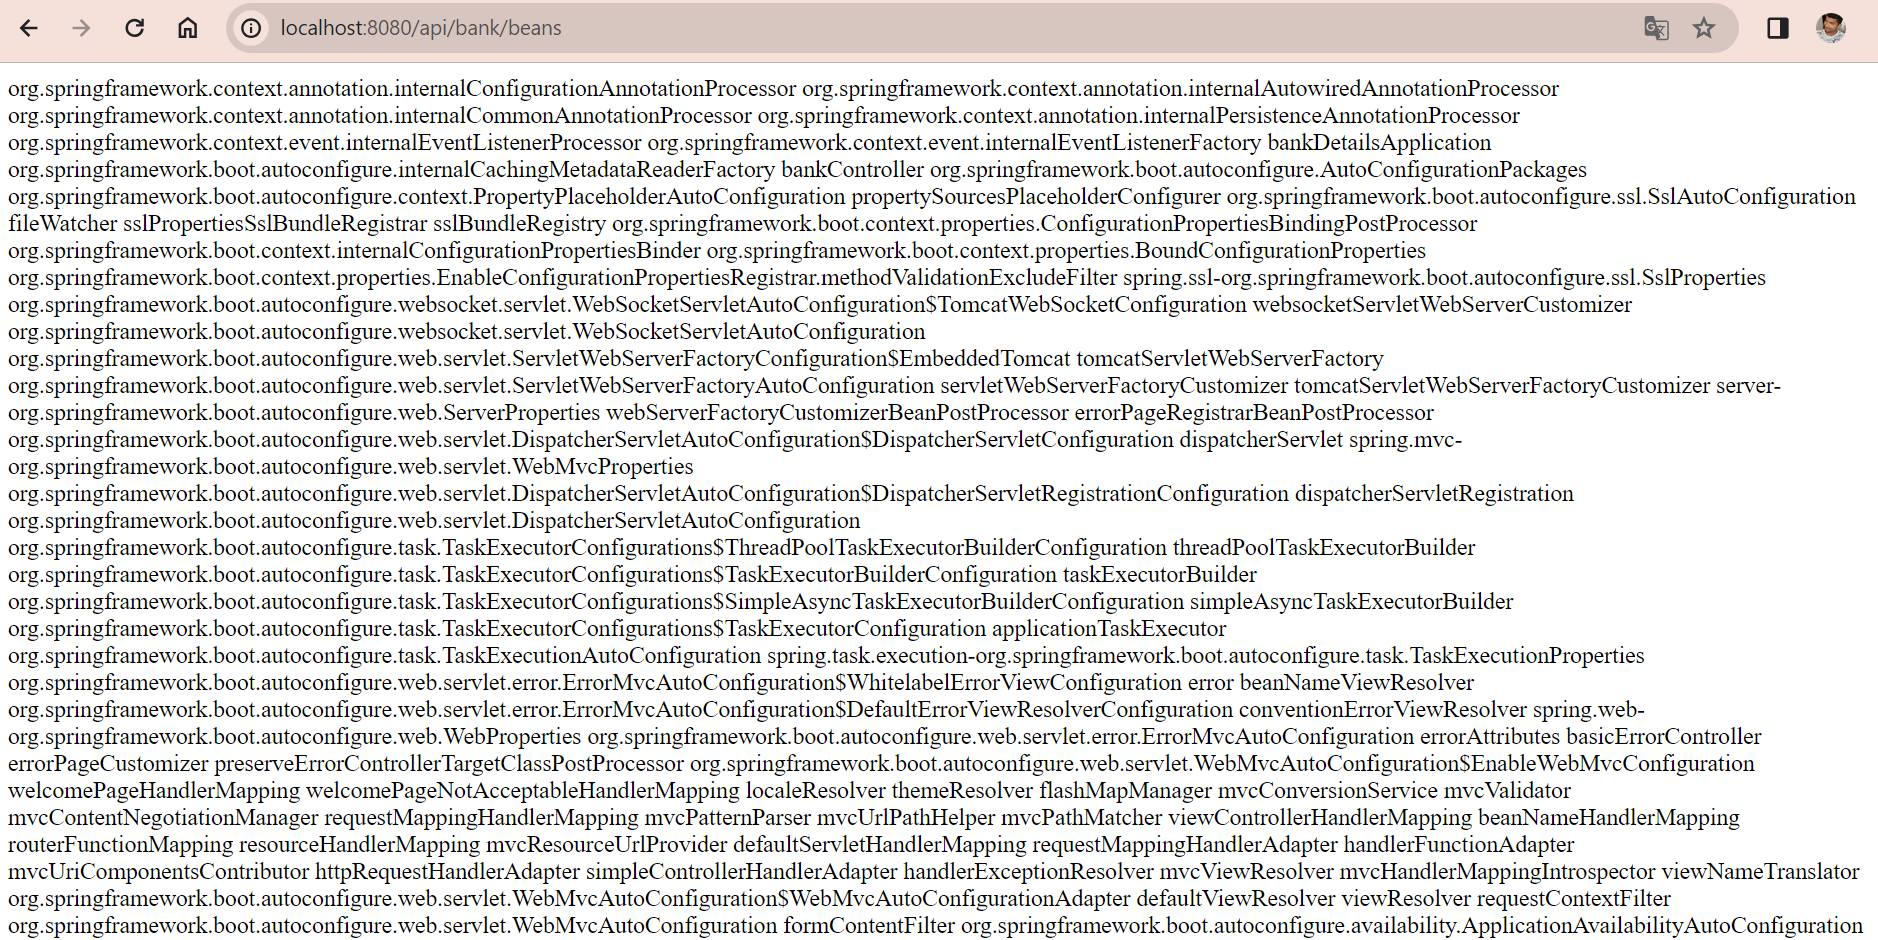 localhost:8080/api/bank/beans
org.springframework.context.annotation.internalConfigurationAnnotationProcessor org.springframework.context.annotation.internalAutowiredAnnotationProcessor
org.springframework.context.annotation.internalCommonAnnotationProcessor org.springframework.context.annotation.internalPersistenceAnnotationProcessor
org.springframework.context.event.internalEventListenerProcessor org.springframework.context.event.internalEventListenerFactory bankDetailsApplication
org.springframework.boot.autoconfigure.internalCachingMetadataReaderFactory bankController org.springframework.boot.autoconfigure.AutoConfigurationPackages
org.springframework.boot.autoconfigure.context.PropertyPlaceholderAutoConfiguration propertySourcesPlaceholderConfigurer org.springframework.boot.autoconfigure.ssl.SslAutoConfiguration
fileWatcher sslPropertiesSslBundleRegistrar sslBundleRegistry org.springframework.boot.context.properties.ConfigurationPropertiesBindingPostProcessor
org.springframework.boot.context.internalConfigurationPropertiesBinder org.springframework.boot.context.properties.BoundConfigurationProperties
org.springframework.boot.context.properties.EnableConfigurationPropertiesRegistrar.methodValidationExcludeFilter spring.ssl-org.springframework.boot.autoconfigure.ssl.SslProperties
org.springframework.boot.autoconfigure.websocket.servlet.WebSocketServletAutoConfiguration$TomcatWebSocketConfiguration websocketServletWebServerCustomizer
org.springframework.boot.autoconfigure.websocket.servlet.WebSocketServletAutoConfiguration
org.springframework.boot.autoconfigure.web.servlet.ServletWebServerFactoryConfiguration$EmbeddedTomcat tomcatServletWebServerFactory
org.springframework.boot.autoconfigure.web.servlet.ServletWebServerFactoryAutoConfiguration servletWebServerFactoryCustomizer tomcatServletWebServerFactoryCustomizer server-
org.springframework.boot.autoconfigure.web.ServerProperties webServerFactoryCustomizerBeanPostProcessor errorPageRegistrarBeanPostProcessor
org.springframework.boot.autoconfigure.web.servlet.DispatcherServletAutoConfiguration$DispatcherServletConfiguration dispatcherServlet spring.mvc-
org.springframework.boot.autoconfigure.web.servlet.WebMvcProperties
org.springframework.boot.autoconfigure.web.servlet.DispatcherServletAutoConfiguration$DispatcherServletRegistrationConfiguration dispatcherServletRegistration
org.springframework.boot.autoconfigure.web.servlet.DispatcherServletAutoConfiguration
org.springframework.boot.autoconfigure.task.TaskExecutorConfigurations$ThreadPoolTaskExecutorBuilderConfiguration threadPoolTaskExecutorBuilder
org.springframework.boot.autoconfigure.task.TaskExecutorConfigurations$TaskExecutorBuilderConfiguration taskExecutorBuilder
org.springframework.boot.autoconfigure.task.TaskExecutorConfigurations$SimpleAsyncTaskExecutorBuilderConfiguration simpleAsyncTaskExecutorBuilder
org.springframework.boot.autoconfigure.task.TaskExecutorConfigurations$TaskExecutorConfiguration applicationTaskExecutor
org.springframework.boot.autoconfigure.task.TaskExecutionAutoConfiguration spring.task.execution-org.springframework.boot.autoconfigure.task.TaskExecutionProperties
org.springframework.boot.autoconfigure.web.servlet.error.ErrorMvcAutoConfiguration$WhitelabelErrorViewConfiguration error beanNameViewResolver
org.springframework.boot.autoconfigure.web.servlet.error.ErrorMvcAutoConfiguration$DefaultErrorViewResolverConfiguration conventionErrorViewResolver spring.web-
org.springframework.boot.autoconfigure.web.WebProperties org.springframework.boot.autoconfigure.web.servlet.error.ErrorMvcAutoConfiguration errorAttributes basicErrorController
errorPageCustomizer preserveErrorControllerTargetClassPostProcessor org.springframework.boot.autoconfigure.web.servlet.WebMvcAutoConfiguration$EnableWebMvcConfiguration
welcomePageHandlerMapping welcomePageNotAcceptableHandlerMapping localeResolver themeResolver flashMapManager mvcConversionService mvcValidator
mvcContentNegotiationManager requestMappingHandlerMapping mvcPatternParser mvcUrlPathHelper mvcPathMatcher viewControllerHandlerMapping beanNameHandlerMapping
routerFunctionMapping resourceHandlerMapping mvcResourceUrlProvider defaultServletHandlerMapping requestMappingHandlerAdapter handlerFunctionAdapter
mvcUriComponentsContributor httpRequestHandlerAdapter simpleControllerHandlerAdapter handlerExceptionResolver mvcViewResolver mvcHandlerMappingIntrospector viewNameTranslator
org.springframework.boot.autoconfigure.web.servlet.WebMvcAutoConfiguration$WebMvcAutoConfigurationAdapter defaultViewResolver viewResolver requestContextFilter
org.springframework.boot.autoconfigure.web.servlet.WebMvcAutoConfiguration formContentFilter org.springframework.boot.autoconfigure.availability.ApplicationAvailabilityAutoConfiguration